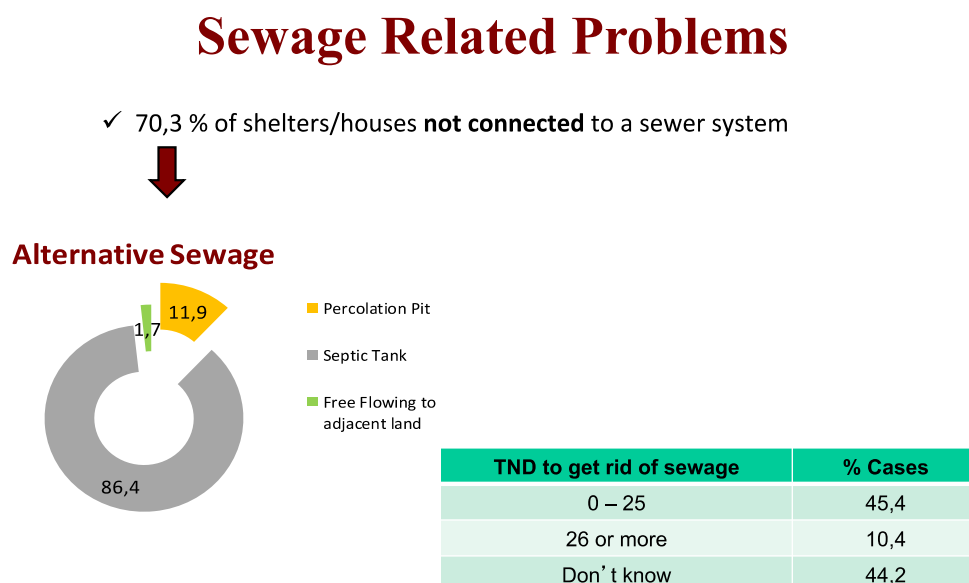 Sewage Related Problems
✓ 70,3 % of shelters/houses not connected to a sewer system
Alternative Sewage
11,9
1,7
86,4
Percolation Pit
Septic Tank
Free Flowing to
adjacent land
TND to get rid of sewage % Cases
0 – 25 45,4
26 or more 10,4
Don’t know 44,2